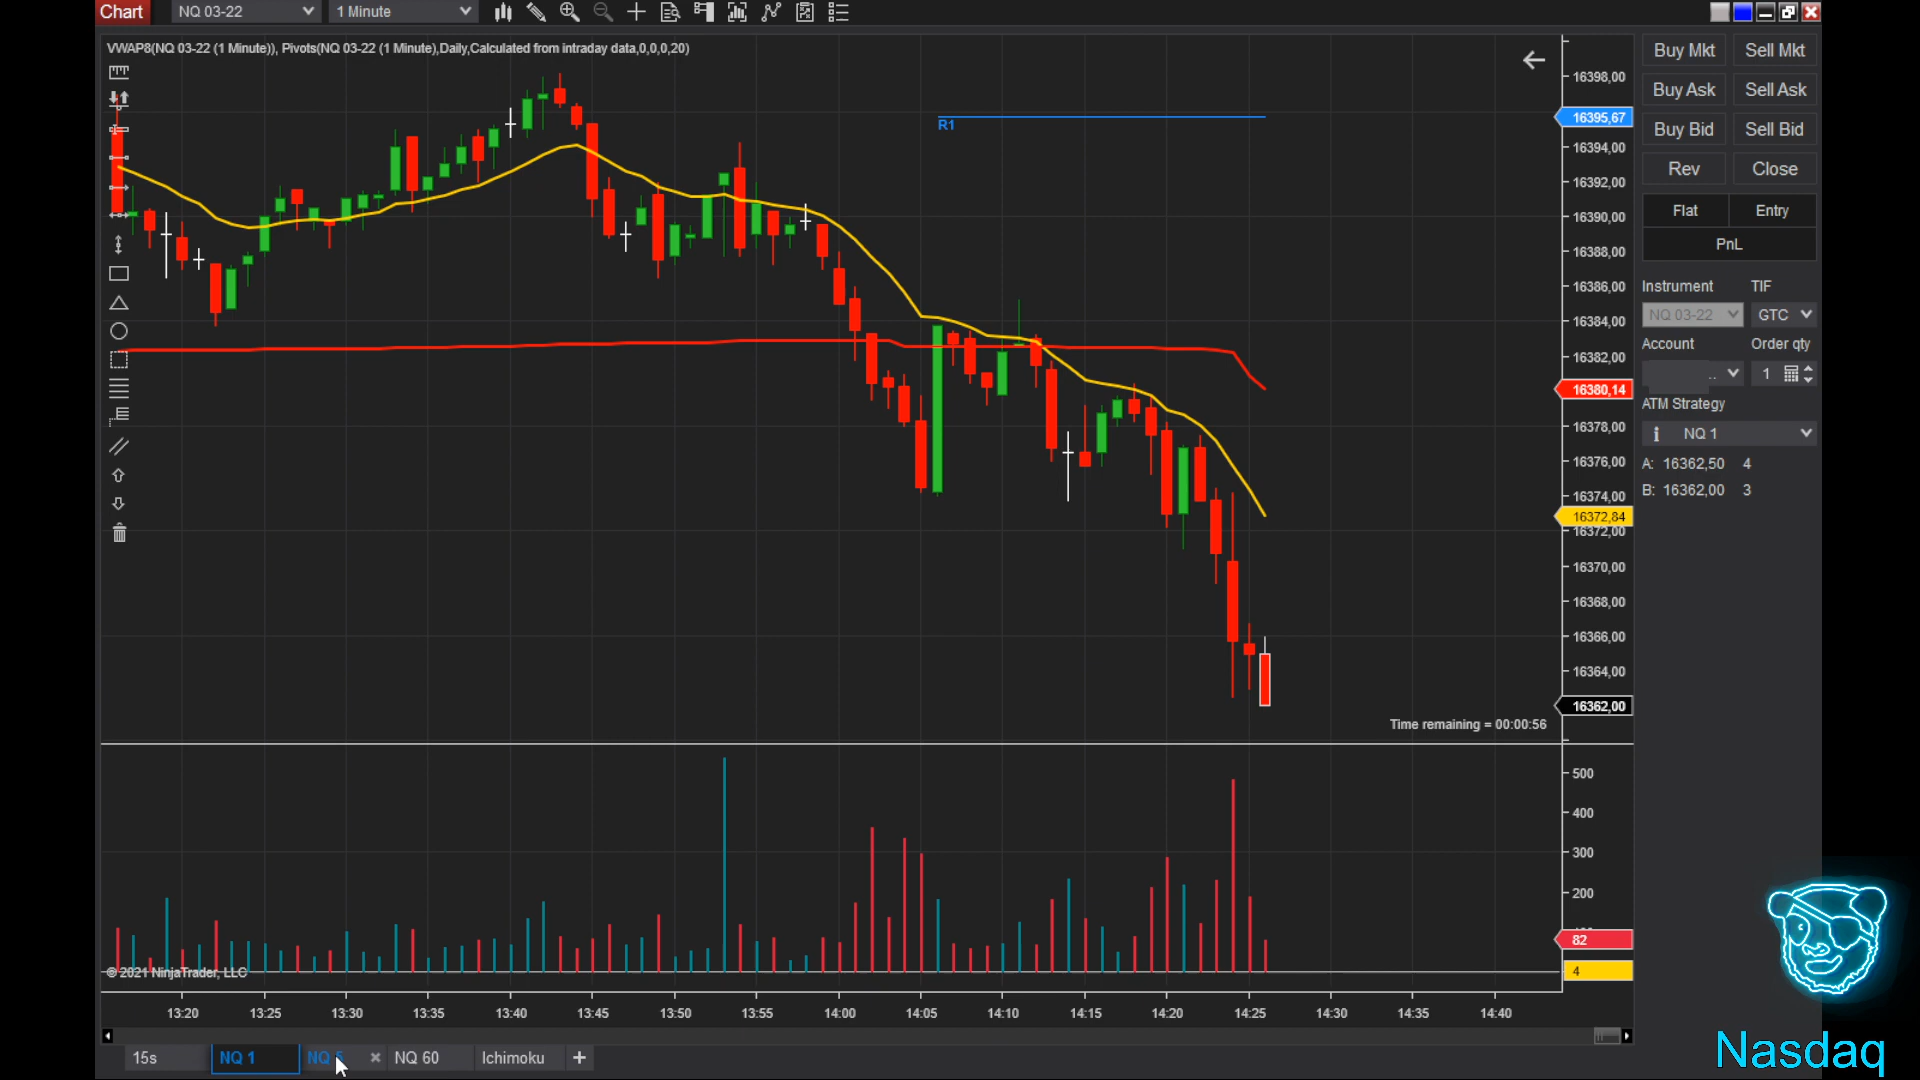 Chart NQ 03-22 1 Minute
VWAP8(NQ 03-22 (1 Minute)), Pivots(NQ 03-22 (1 Minute),Daily,Calculated from intraday data,0,0,0,20)
R1
16398,00
16395,67
16394,00
16392,00
16390,00
16388,00
16386,00
16384,00
16382,00
16380,14
16378,00
16376,00
16374,00
16372,84
16372,00
16370,00
16368,00
16366,00
16364,00
16362,00
Time remaining = 00:00:56
500
400
300
200
82
4
© 2021 NinjaTrader, LLC
13:20 13:25 13:30 13:35 13:40 13:45 13:50 13:55 14:00 14:05 14:10 14:15 14:20 14:25 14:30 14:35 14:40
15s NQ 1 NQ 5 NQ 60 Ichimoku +
Buy Mkt Sell Mkt
Buy Ask Sell Ask
Buy Bid Sell Bid
Rev Close
Flat Entry
PnL
Instrument TIF
NQ 03-22 GTC
Account Order qty
.. 1
ATM Strategy
NQ 1
A: 16362,50 4
B: 16362,00 3
Nasdaq